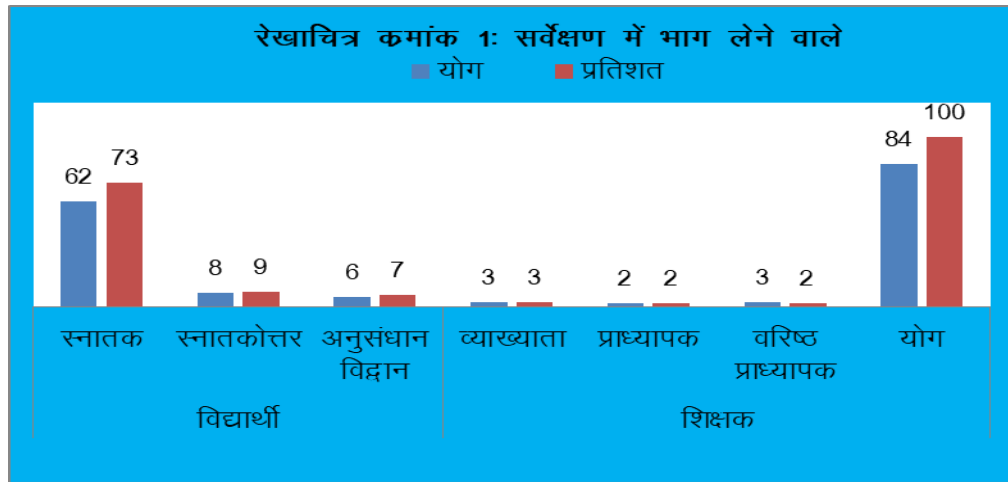 रेखाचित्र क्रमांक 1: सर्वेक्षण में भाग लेने वाले
योग प्रतिशत
62 73 8 9 6 7 3 3 2 2 3 2 84 100
स्नातक स्नातकोत्तर अनुसंधान व्याख्याता प्राध्यापक वरिष्ठ योग
विद्वान प्राध्यापक
विद्यार्थी शिक्षक